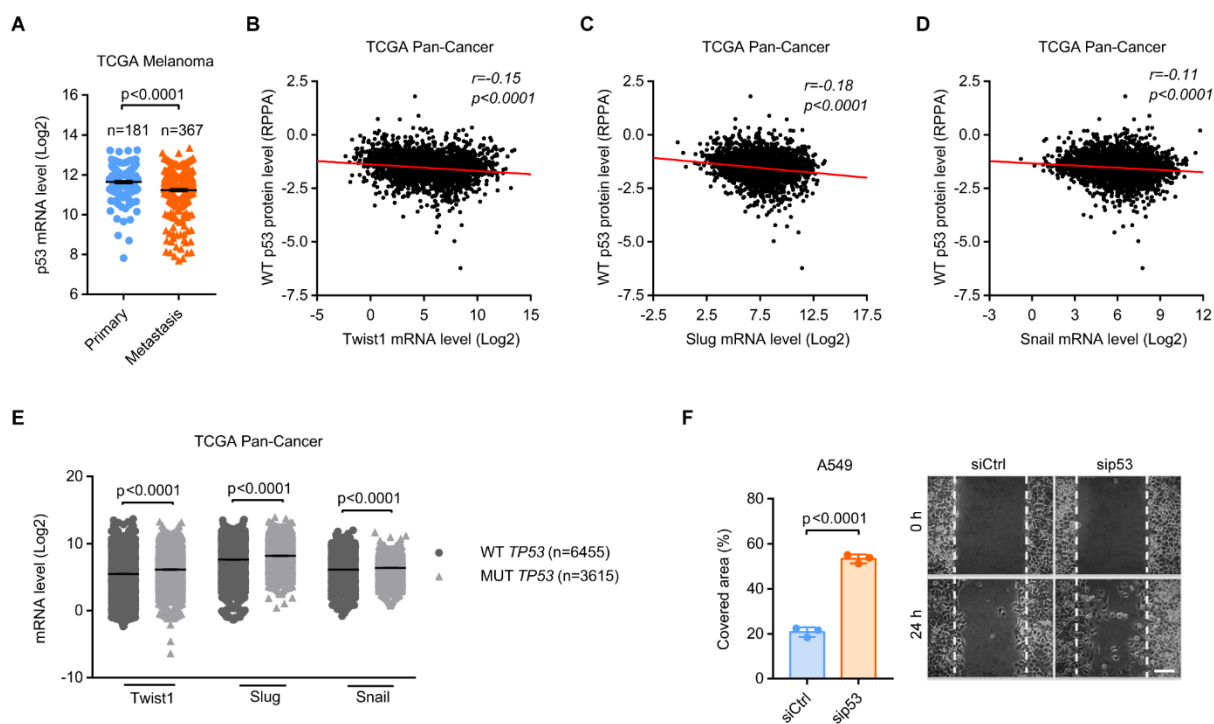 A
TCGA Melanoma
p<0.0001
n=181 n=367
p53 mRNA level (Log2)
16
14
12
10
8
6
Primary
Metastasis
B
TCGA Pan-Cancer
r=-0.15
p<0.0001
WT p53 protein level (RPPA)
2.5
0.0
-2.5
-5.0
-7.5
-5 0 5 10 15
Twist1 mRNA level (Log2)
C
TCGA Pan-Cancer
r=-0.18
p<0.0001
WT p53 protein level (RPPA)
2.5
0.0
-2.5
-5.0
-7.5
-2.5 2.5 7.5 12.5 17.5
Slug mRNA level (Log2)
D
TCGA Pan-Cancer
r=-0.11
p<0.0001
WT p53 protein level (RPPA)
2.5
0.0
-2.5
-5.0
-7.5
-3 0 3 6 9 12
Snail mRNA level (Log2)
E
TCGA Pan-Cancer
mRNA level (Log2)
20
10
0
-10
p<0.0001 p<0.0001 p<0.0001
Twist1 Slug Snail
WT TP53 (n=6455)
MUT TP53 (n=3615)
F
A549
p<0.0001
Covered area (%)
80
60
40
20
0
siCtrl
sip53
siCtrl sip53
0 h
24 h